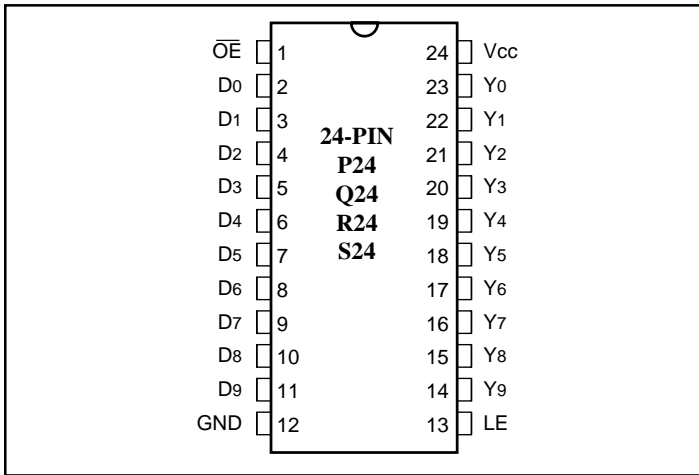 O̅E̅ 1 24 Vcc
D0 2 23 Y0
D1 3 22 Y1
24-PIN
D2 4 21 Y2
P24
D3 5 20 Y3
Q24
D4 6 19 Y4
R24
D5 7 18 Y5
S24
D6 8 17 Y6
D7 9 16 Y7
D8 10 15 Y8
D9 11 14 Y9
GND 12 13 LE